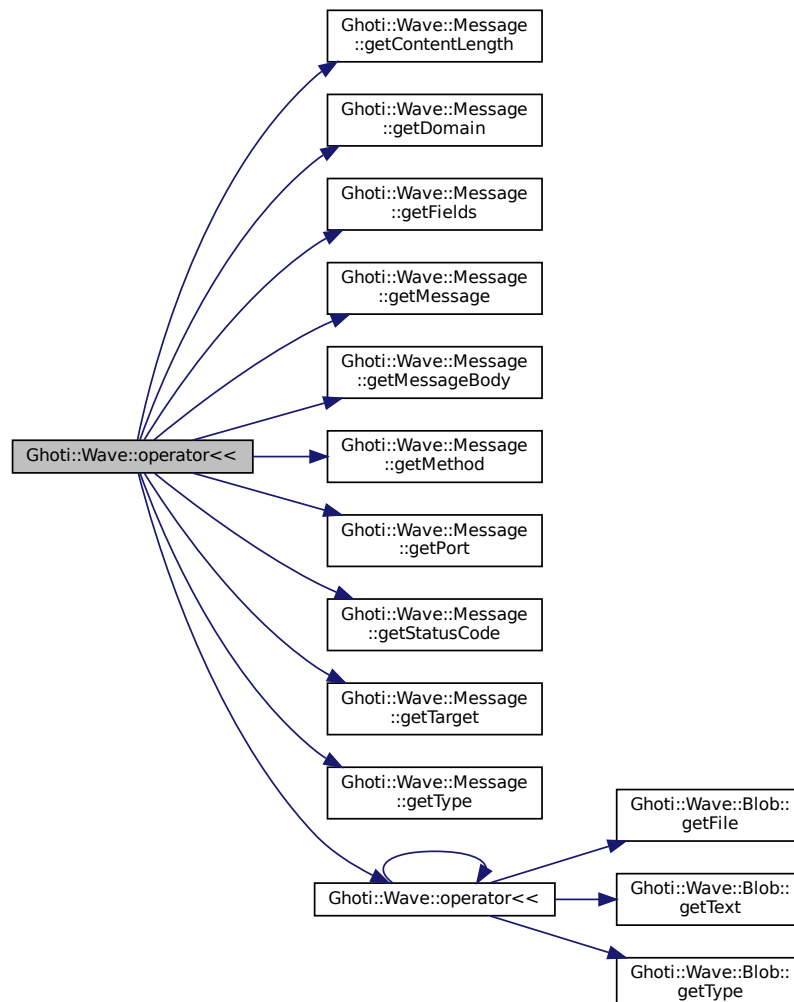 Ghoti::Wave::Message
::getContentLength
Ghoti::Wave::Message
::getDomain
Ghoti::Wave::Message
::getFields
Ghoti::Wave::Message
::getMessage
Ghoti::Wave::Message
::getMessageBody
Ghoti::Wave::operator<<
Ghoti::Wave::Message
::getMethod
Ghoti::Wave::Message
::getPort
Ghoti::Wave::Message
::getStatusCode
Ghoti::Wave::Message
::getTarget
Ghoti::Wave::Message
::getType
Ghoti::Wave::operator<<
Ghoti::Wave::Blob::
getFile
Ghoti::Wave::Blob::
getText
Ghoti::Wave::Blob::
getType